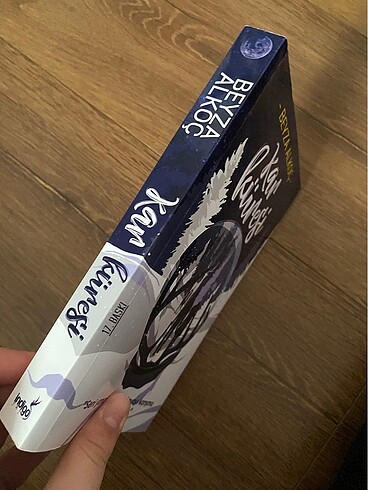 BEYZA
ALKOÇ
Kar
küresi
17. BASKI
indigo
- BEYZA ALKOÇ -
Kar
küresi